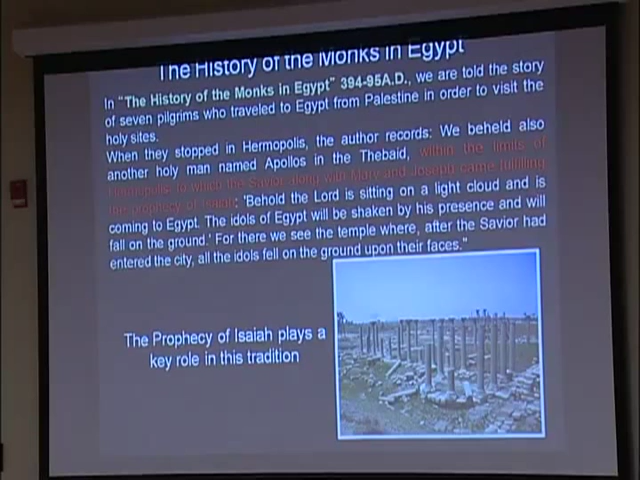 The History of the Monks in Egypt
In "The History of the Monks in Egypt" 394-95A.D., we are told the story
of seven pilgrims who traveled to Egypt from Palestine in order to visit the
holy sites.
When they stopped in Hermopolis, the author records: We beheld also
another holy man named Apollos in the Thebaid, within the limits of
Hermopolis, to which the Savior along with Mary and Joseph came fulfilling
the prophecy of Isaiah: 'Behold the Lord is sitting on a light cloud and is
coming to Egypt. The idols of Egypt will be shaken by his presence and will
fall on the ground.' For there we see the temple where, after the Savior had
entered the city, all the idols fell on the ground upon their faces."
The Prophecy of Isaiah plays a
key role in this tradition